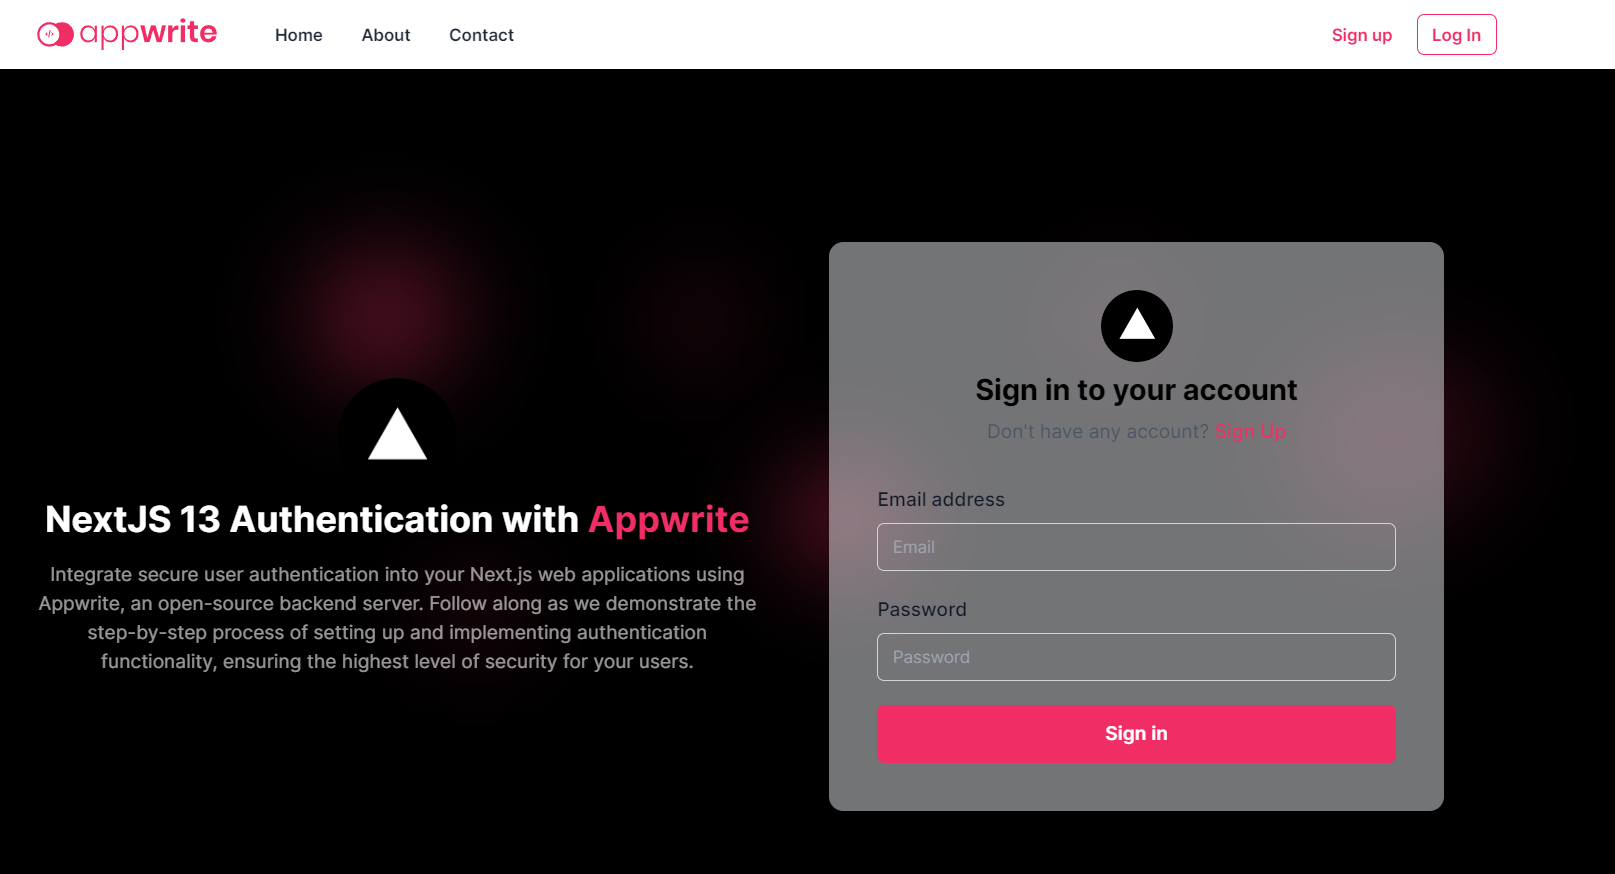 appwrite
Home About Contact
Sign up Log In
NextJS 13 Authentication with Appwrite
Integrate secure user authentication into your Next.js web applications using
Appwrite, an open-source backend server. Follow along as we demonstrate the
step-by-step process of setting up and implementing authentication
functionality, ensuring the highest level of security for your users.
Sign in to your account
Don't have any account? Sign Up
Email address
Email
Password
Password
Sign in